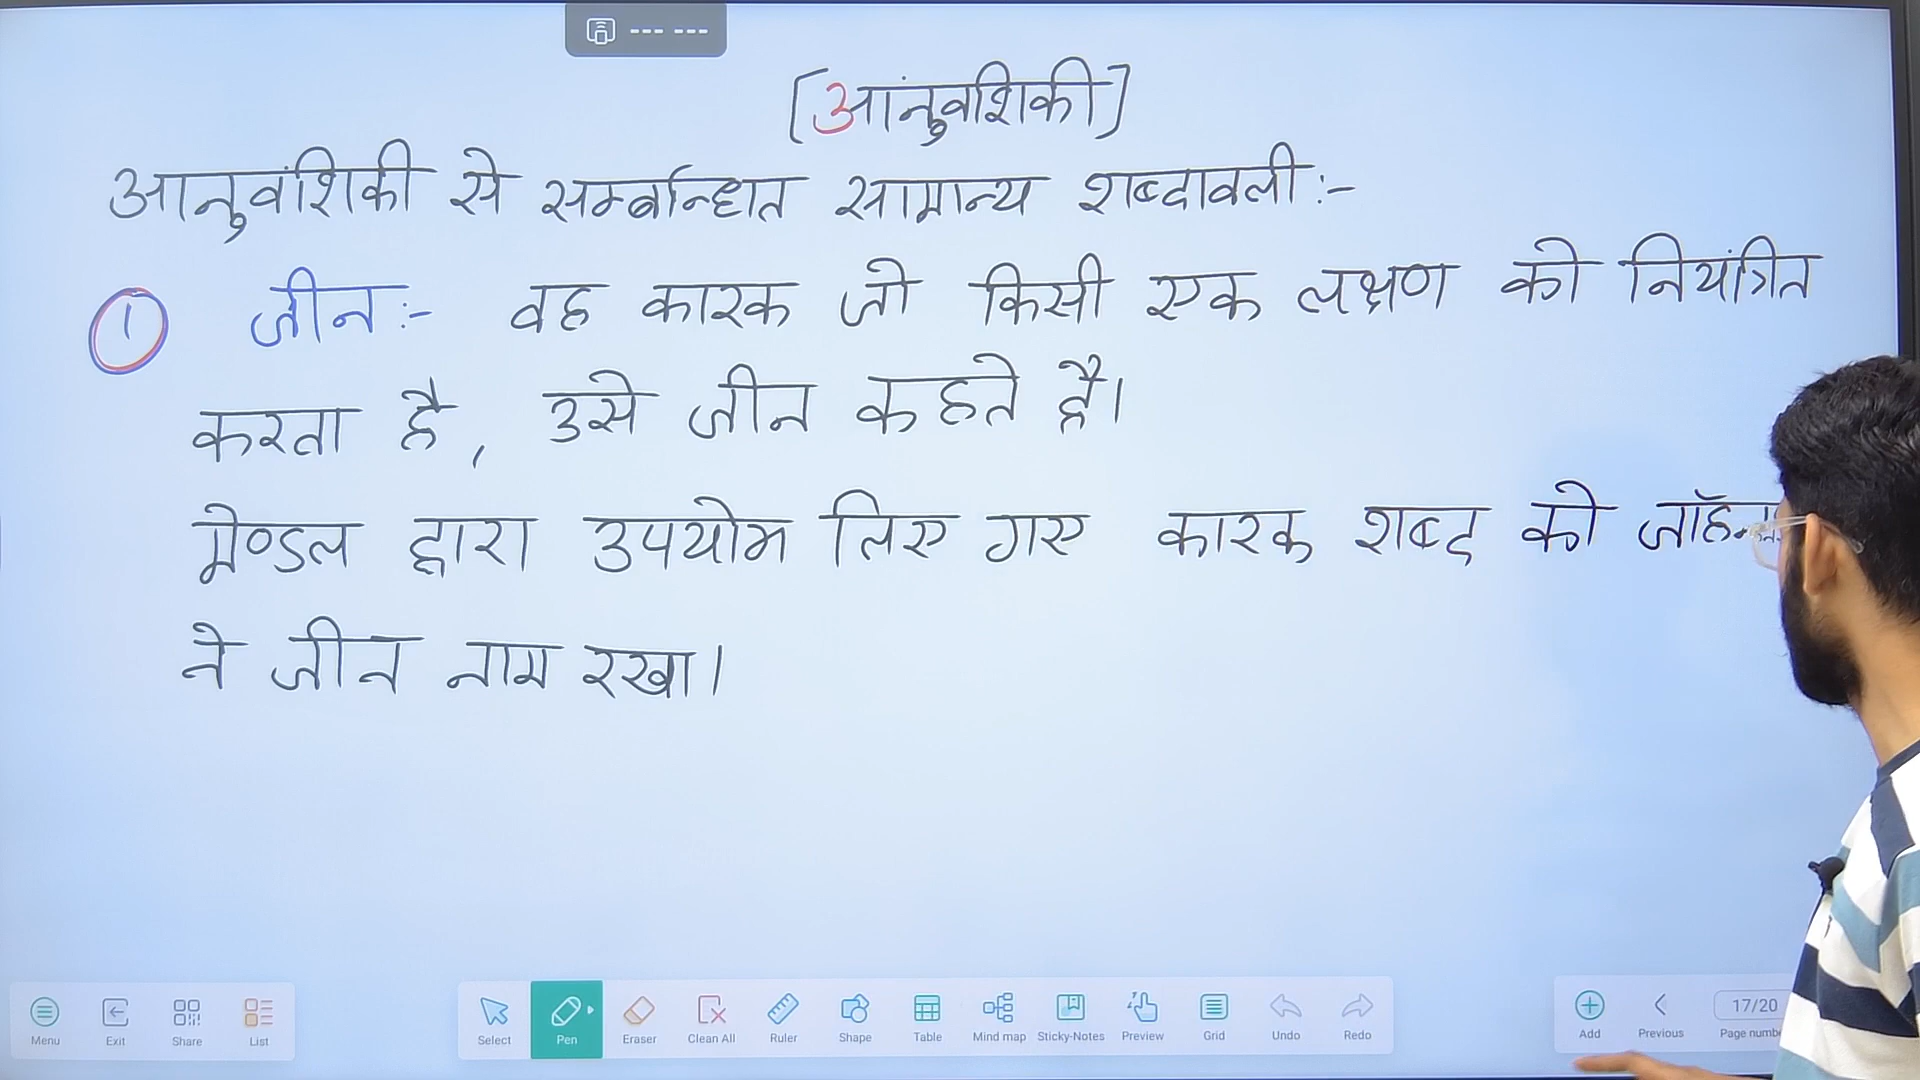 --- ---
[आंनुवशिकी]
आनुवंशिकी से सम्बन्धित सामान्य शब्दावली :-
1 जीन :- वह कारक जो किसी एक लक्षण को नियंत्रित
करता है, उसे जीन कहते है।
मेण्डल द्वारा उपयोग लिए गए कारक शब्द को
ने जीन नाम रखा।
Menu Exit Share List Select Pen Eraser Clean All Ruler Shape Table Mind map Sticky-Notes Preview Grid Undo Redo Add Previous 17/20 Page